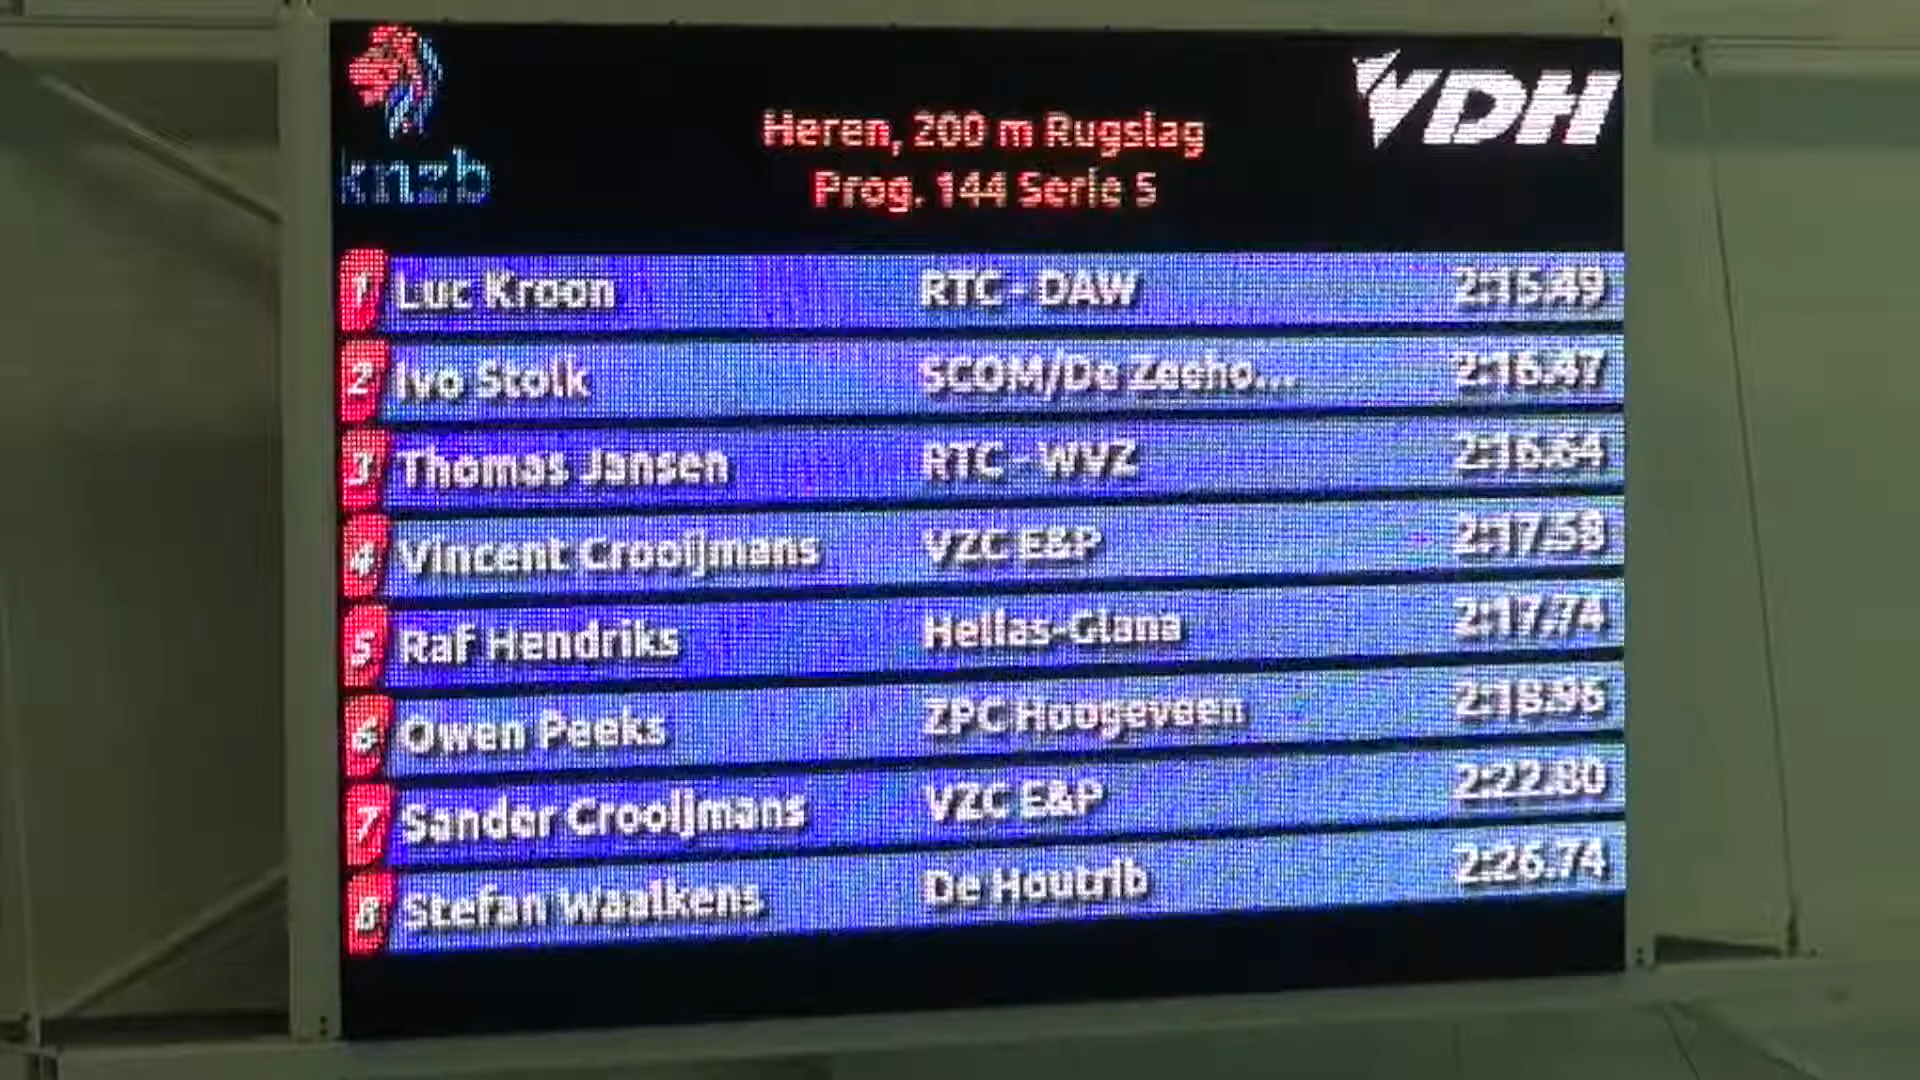 knzb
VDH
Heren, 200 m Rugslag
Prog. 144 Serie 5
1 Luc Kroon RTC - DAW 2:15.49
2 Ivo Stolk SCOM/De Zeeho... 2:16.47
3 Thomas Jansen RTC - WVZ 2:16.64
4 Vincent Crooijmans VZC E&P 2:17.58
5 Raf Hendriks Hellas-Glana 2:17.74
6 Owen Peeks ZPC Hoogeveen 2:18.96
7 Sander Crooijmans VZC E&P 2:22.80
8 Stefan Waalkens De Houtrib 2:26.74